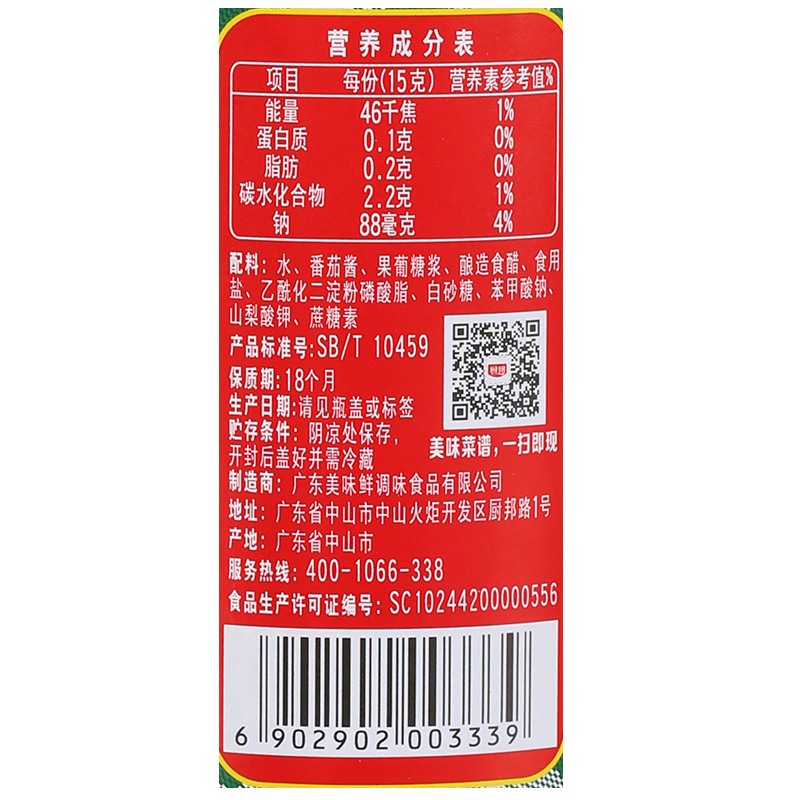 营养成分表
项目 每份(15克) 营养素参考值%
能量 46千焦 1%
蛋白质 0.1克 0%
脂肪 0.2克 0%
碳水化合物 2.2克 1%
钠 88毫克 4%
配料: 水、番茄酱、果葡糖浆、酿造食醋、食用
盐、乙酰化二淀粉磷酸脂、白砂糖、苯甲酸钠、
山梨酸钾、蔗糖素
产品标准号:SB/T 10459
保质期:18个月
生产日期:请见瓶盖或标签
贮存条件: 阴凉处保存,
开封后盖好并需冷藏
厨邦
美味菜谱,一扫即现
制造商: 广东美味鲜调味食品有限公司
地址: 广东省中山市中山火炬开发区厨邦路1号
产地: 广东省中山市
服务热线: 400-1066-338
食品生产许可证编号: SC10244200000556
6 902902 003339